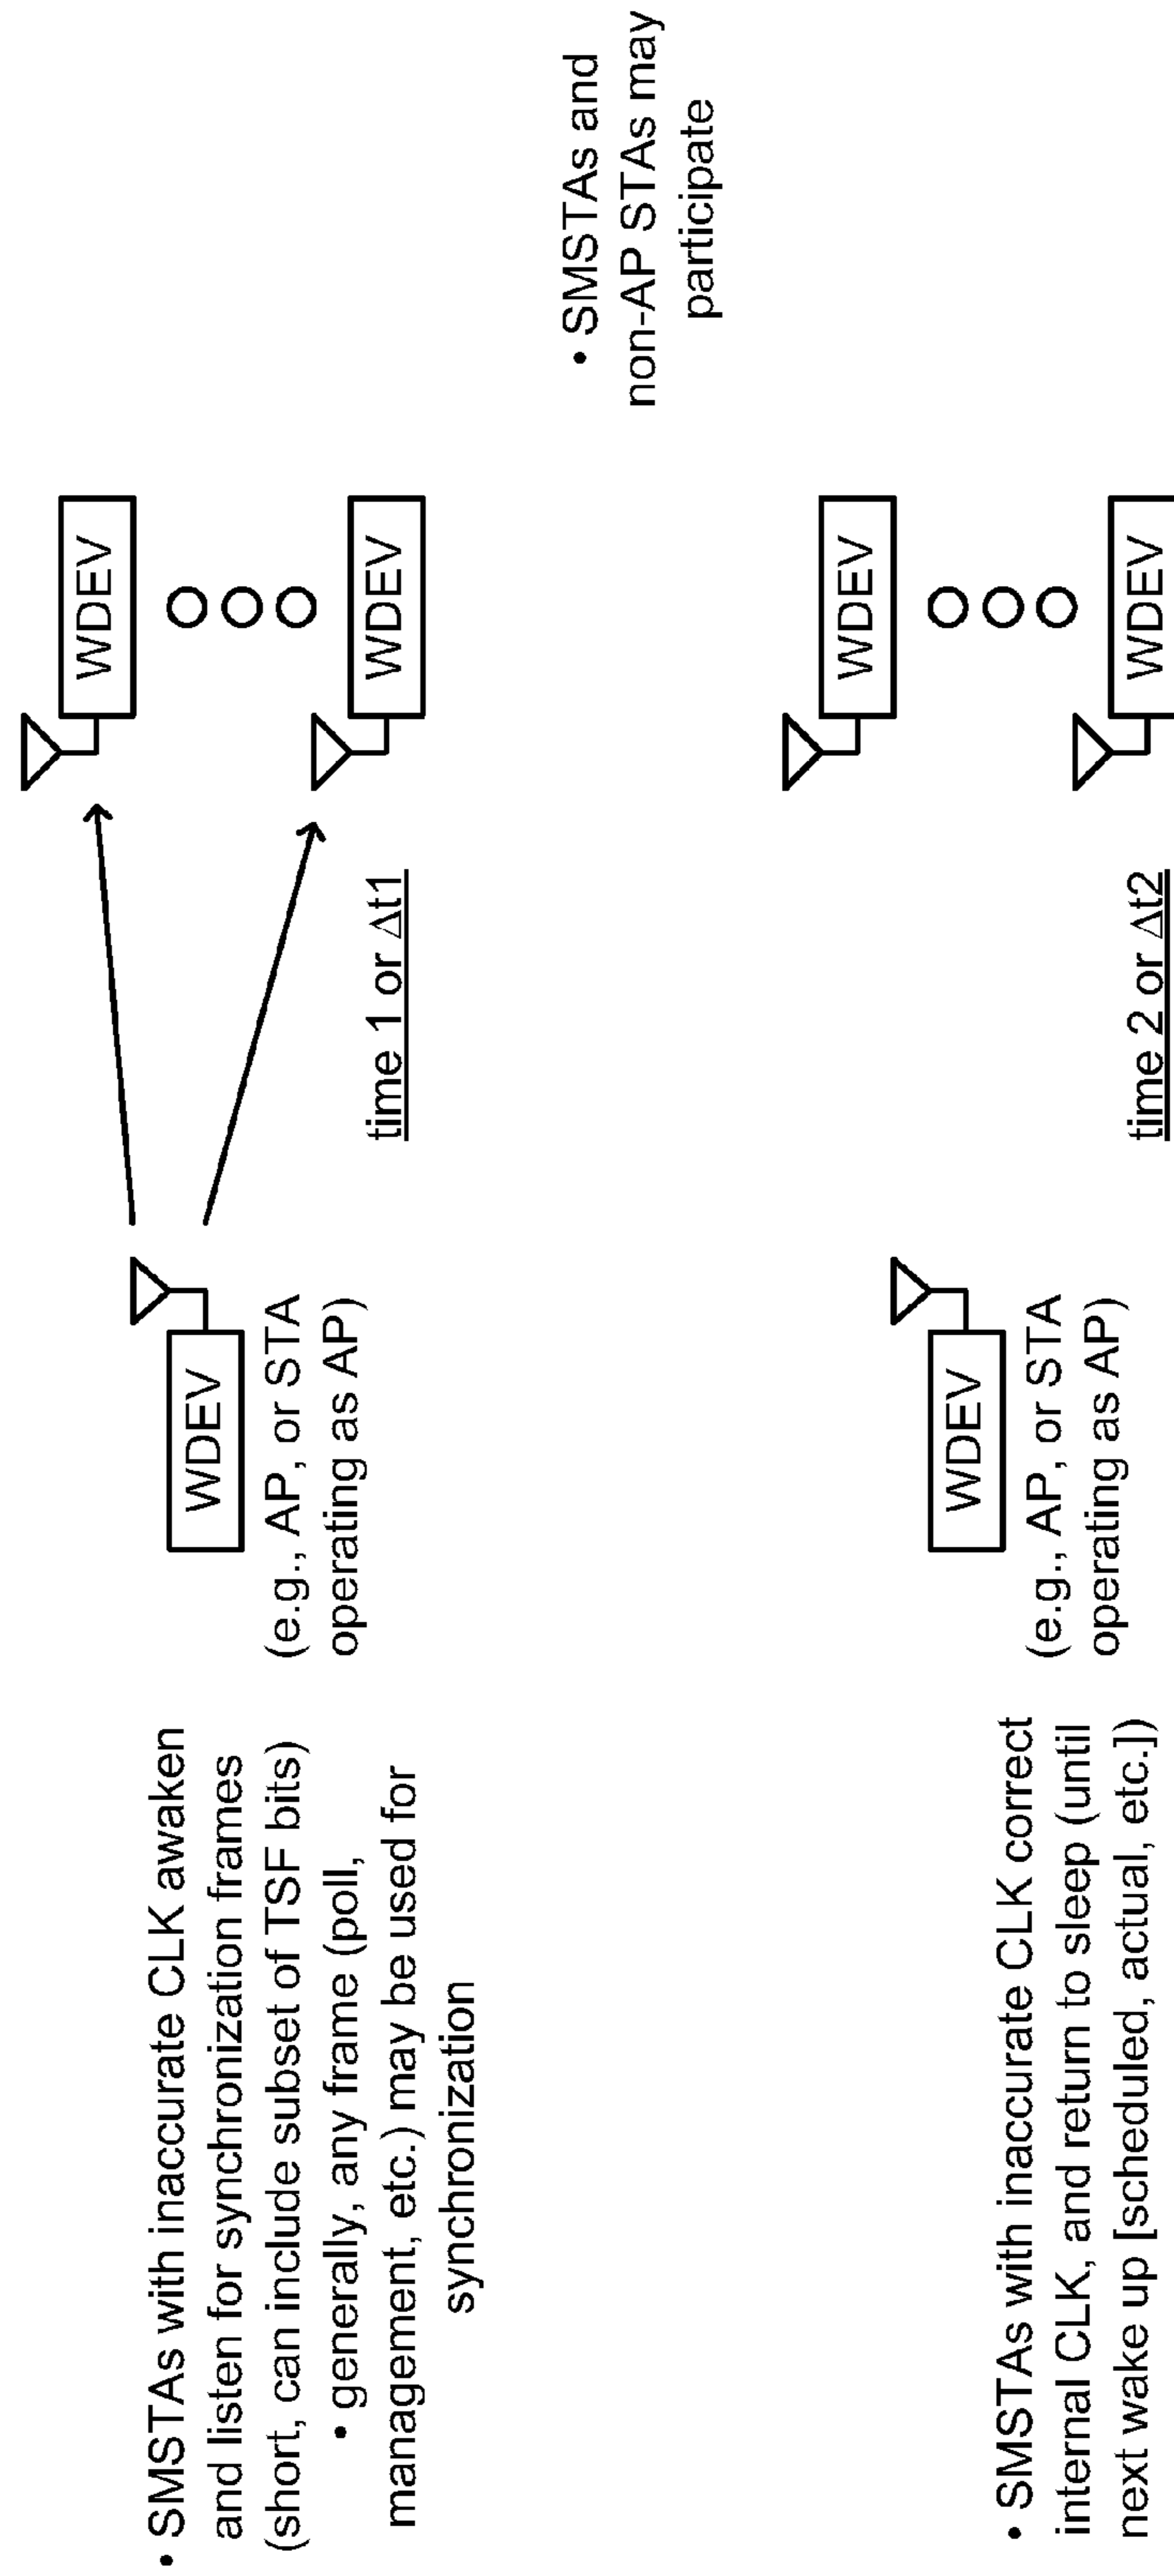 • SMSTAs with inaccurate CLK awaken
and listen for synchronization frames
(short, can include subset of TSF bits)
• generally, any frame (poll,
management, etc.) may be used for
synchronization
WDEV
(e.g., AP, or STA
operating as AP)
time 1 or Δt1
WDEV
WDEV
• SMSTAs and
non-AP STAs may
participate
• SMSTAs with inaccurate CLK correct
internal CLK, and return to sleep (until
next wake up [scheduled, actual, etc.])
WDEV
(e.g., AP, or STA
operating as AP)
time 2 or Δt2
WDEV
WDEV